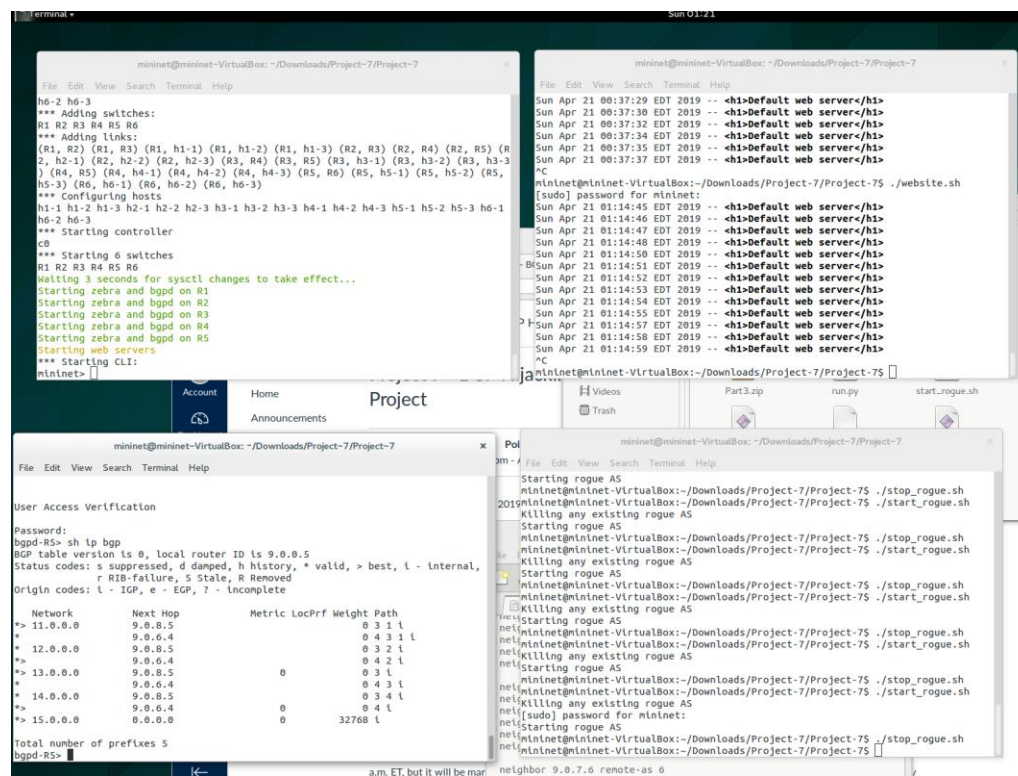 Terminal
Sun 01:21
mininet@mininet-VirtualBox: ~/Downloads/Project-7/Project-7
File Edit View Search Terminal Help
h6-2 h6-3
*** Adding switches:
R1 R2 R3 R4 R5 R6
*** Adding links:
(R1, R2) (R1, R3) (R1, h1-1) (R1, h1-2) (R1, h1-3) (R2, R3) (R2, R4) (R2, R5) (R
2, h2-1) (R2, h2-2) (R2, h2-3) (R3, R4) (R3, R5) (R3, h3-1) (R3, h3-2) (R3, h3-3
) (R4, R5) (R4, h4-1) (R4, h4-2) (R4, h4-3) (R5, R6) (R5, h5-1) (R5, h5-2) (R5,
h5-3) (R6, h6-1) (R6, h6-2) (R6, h6-3)
*** Configuring hosts
h1-1 h1-2 h1-3 h2-1 h2-2 h2-3 h3-1 h3-2 h3-3 h4-1 h4-2 h4-3 h5-1 h5-2 h5-3 h6-1
h6-2 h6-3
*** Starting controller
c0
*** Starting 6 switches
R1 R2 R3 R4 R5 R6
Waiting 3 seconds for sysctl changes to take effect...
Starting zebra and bgpd on R1
Starting zebra and bgpd on R2
Starting zebra and bgpd on R3
Starting zebra and bgpd on R4
Starting zebra and bgpd on R5
Starting web servers
*** Starting CLI:
mininet>
mininet@mininet-VirtualBox: ~/Downloads/Project-7/Project-7
File Edit View Search Terminal Help
Sun Apr 21 00:37:29 EDT 2019 -- <h1>Default web server</h1>
Sun Apr 21 00:37:30 EDT 2019 -- <h1>Default web server</h1>
Sun Apr 21 00:37:32 EDT 2019 -- <h1>Default web server</h1>
Sun Apr 21 00:37:34 EDT 2019 -- <h1>Default web server</h1>
Sun Apr 21 00:37:35 EDT 2019 -- <h1>Default web server</h1>
Sun Apr 21 00:37:37 EDT 2019 -- <h1>Default web server</h1>
^C
mininet@mininet-VirtualBox:~/Downloads/Project-7/Project-7$ ./website.sh
[sudo] password for mininet:
Sun Apr 21 01:14:45 EDT 2019 -- <h1>Default web server</h1>
Sun Apr 21 01:14:46 EDT 2019 -- <h1>Default web server</h1>
Sun Apr 21 01:14:47 EDT 2019 -- <h1>Default web server</h1>
Sun Apr 21 01:14:48 EDT 2019 -- <h1>Default web server</h1>
Sun Apr 21 01:14:50 EDT 2019 -- <h1>Default web server</h1>
Sun Apr 21 01:14:51 EDT 2019 -- <h1>Default web server</h1>
Sun Apr 21 01:14:52 EDT 2019 -- <h1>Default web server</h1>
Sun Apr 21 01:14:53 EDT 2019 -- <h1>Default web server</h1>
Sun Apr 21 01:14:54 EDT 2019 -- <h1>Default web server</h1>
Sun Apr 21 01:14:55 EDT 2019 -- <h1>Default web server</h1>
Sun Apr 21 01:14:57 EDT 2019 -- <h1>Default web server</h1>
Sun Apr 21 01:14:58 EDT 2019 -- <h1>Default web server</h1>
Sun Apr 21 01:14:59 EDT 2019 -- <h1>Default web server</h1>
^C
mininet@mininet-VirtualBox:~/Downloads/Project-7/Project-7$
Account
Home
Announcements
Project
Videos
Trash
Part3.zip
run.py
start_rogue.sh
mininet@mininet-VirtualBox: ~/Downloads/Project-7/Project-7
File Edit View Search Terminal Help
User Access Verification
Password:
bgpd-R5> sh ip bgp
BGP table version is 0, local router ID is 9.0.0.5
Status codes: s suppressed, d damped, h history, * valid, > best, i - internal,
r RIB-failure, S Stale, R Removed
Origin codes: i - IGP, e - EGP, ? - incomplete
Network Next Hop Metric LocPrf Weight Path
*> 11.0.0.0 9.0.8.5 0 3 1 i
* 9.0.6.4 0 4 3 1 i
* 12.0.0.0 9.0.8.5 0 3 2 i
*> 9.0.6.4 0 4 2 i
*> 13.0.0.0 9.0.8.5 0 0 3 i
* 9.0.6.4 0 4 3 i
* 14.0.0.0 9.0.8.5 0 3 4 i
*> 9.0.6.4 0 0 4 i
*> 15.0.0.0 0.0.0.0 0 32768 i
Total number of prefixes 5
bgpd-R5>
mininet@mininet-VirtualBox: ~/Downloads/Project-7/Project-7
File Edit View Search Terminal Help
Starting rogue AS
mininet@mininet-VirtualBox:~/Downloads/Project-7/Project-7$ ./stop_rogue.sh
mininet@mininet-VirtualBox:~/Downloads/Project-7/Project-7$ ./start_rogue.sh
Killing any existing rogue AS
Starting rogue AS
mininet@mininet-VirtualBox:~/Downloads/Project-7/Project-7$ ./stop_rogue.sh
mininet@mininet-VirtualBox:~/Downloads/Project-7/Project-7$ ./start_rogue.sh
Killing any existing rogue AS
Starting rogue AS
mininet@mininet-VirtualBox:~/Downloads/Project-7/Project-7$ ./stop_rogue.sh
mininet@mininet-VirtualBox:~/Downloads/Project-7/Project-7$ ./start_rogue.sh
Killing any existing rogue AS
Starting rogue AS
mininet@mininet-VirtualBox:~/Downloads/Project-7/Project-7$ ./stop_rogue.sh
mininet@mininet-VirtualBox:~/Downloads/Project-7/Project-7$ ./start_rogue.sh
Killing any existing rogue AS
Starting rogue AS
mininet@mininet-VirtualBox:~/Downloads/Project-7/Project-7$ ./stop_rogue.sh
mininet@mininet-VirtualBox:~/Downloads/Project-7/Project-7$ ./start_rogue.sh
Killing any existing rogue AS
[sudo] password for mininet:
Starting rogue AS
mininet@mininet-VirtualBox:~/Downloads/Project-7/Project-7$ ./stop_rogue.sh
mininet@mininet-VirtualBox:~/Downloads/Project-7/Project-7$
a.m. ET, but it will be mar
neighbor 9.0.7.6 remote-as 6